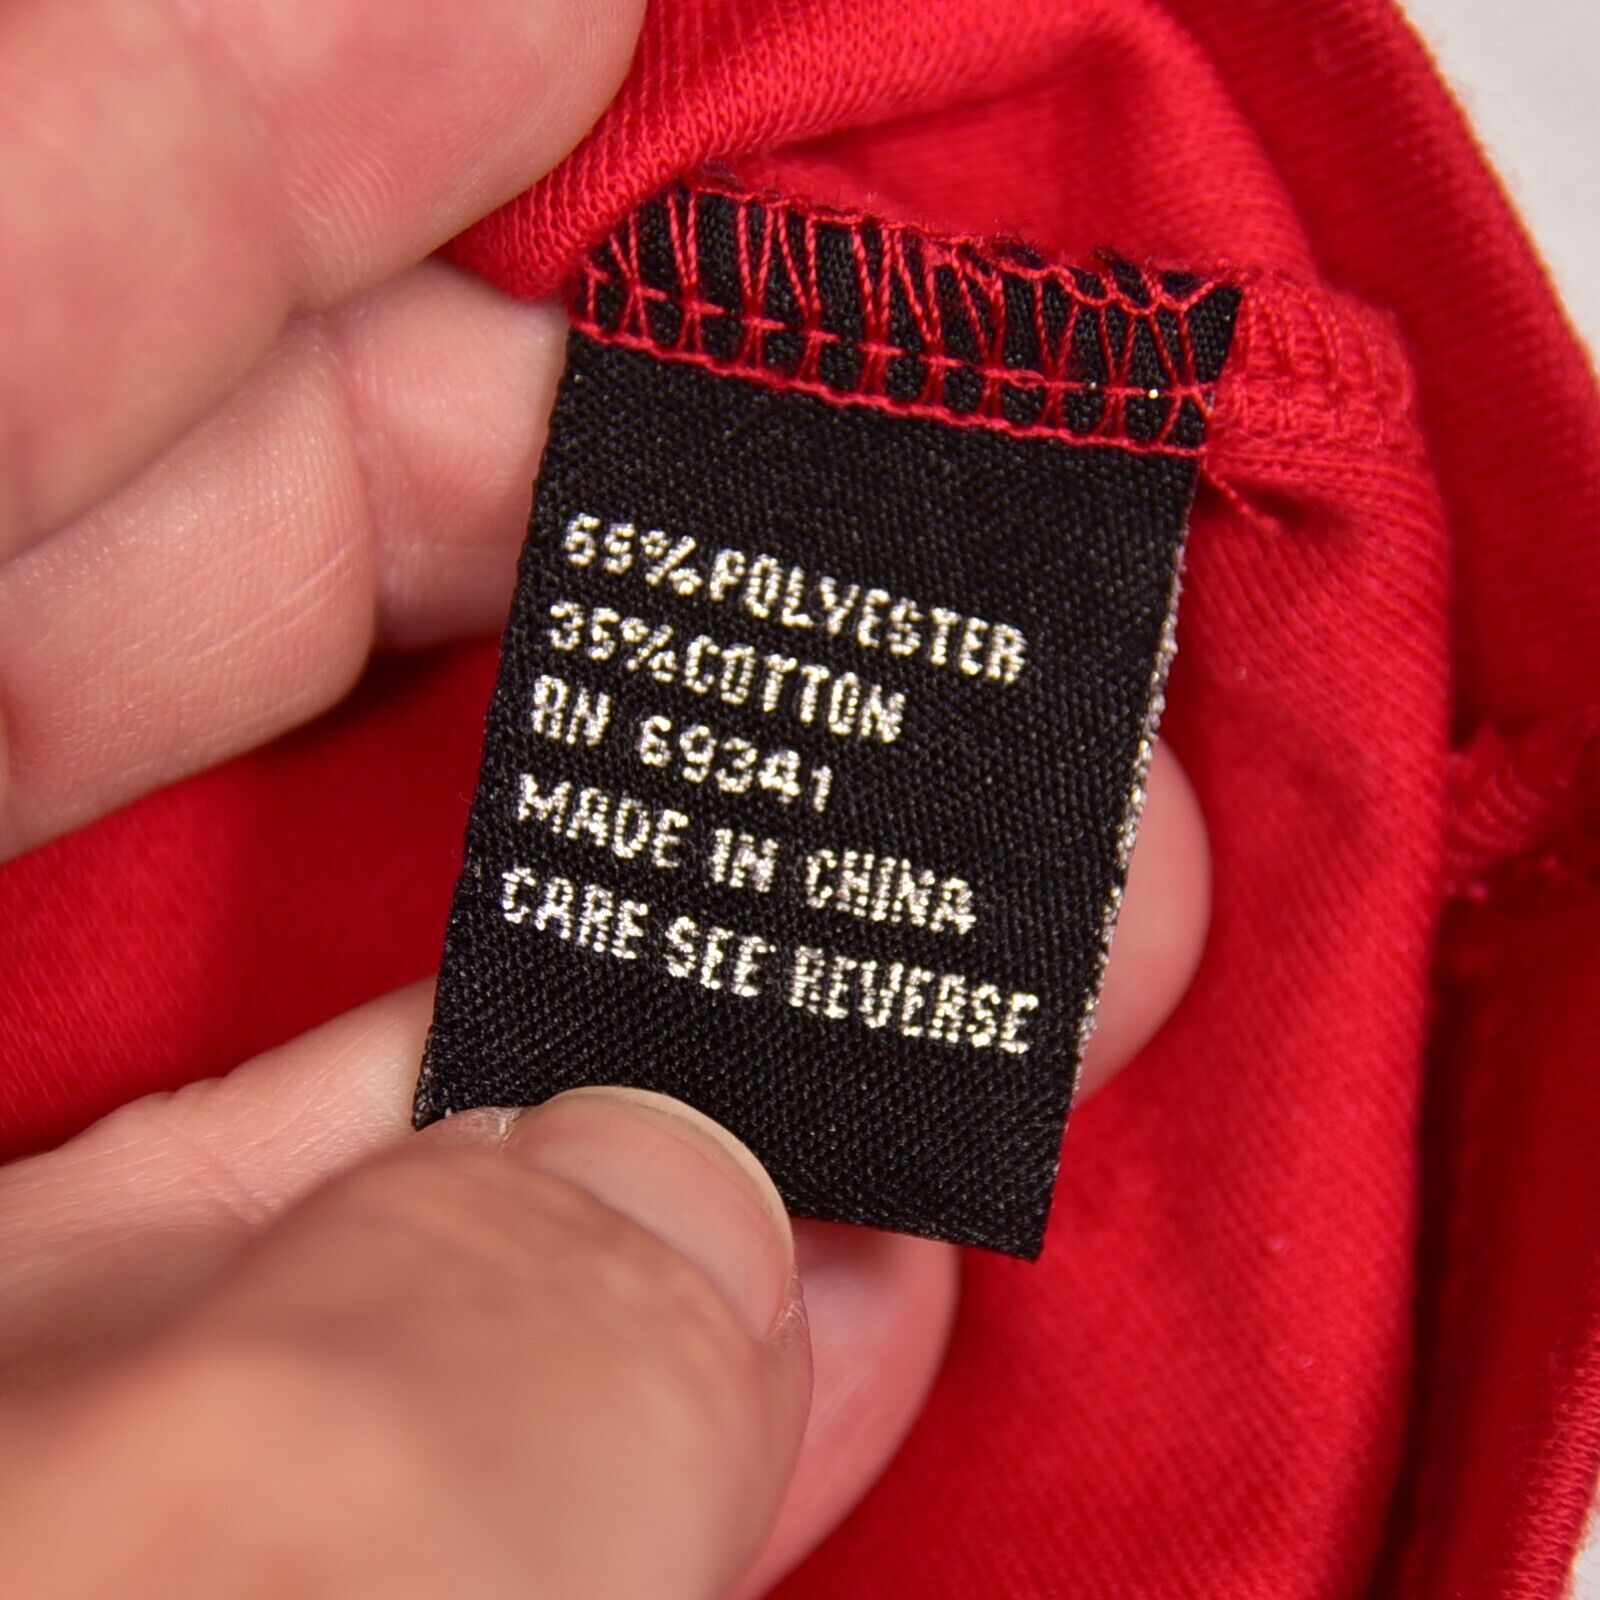 65%POLYESTER
35%COTTON
RN 69341
MADE IN CHINA
CARE SEE REVERSE